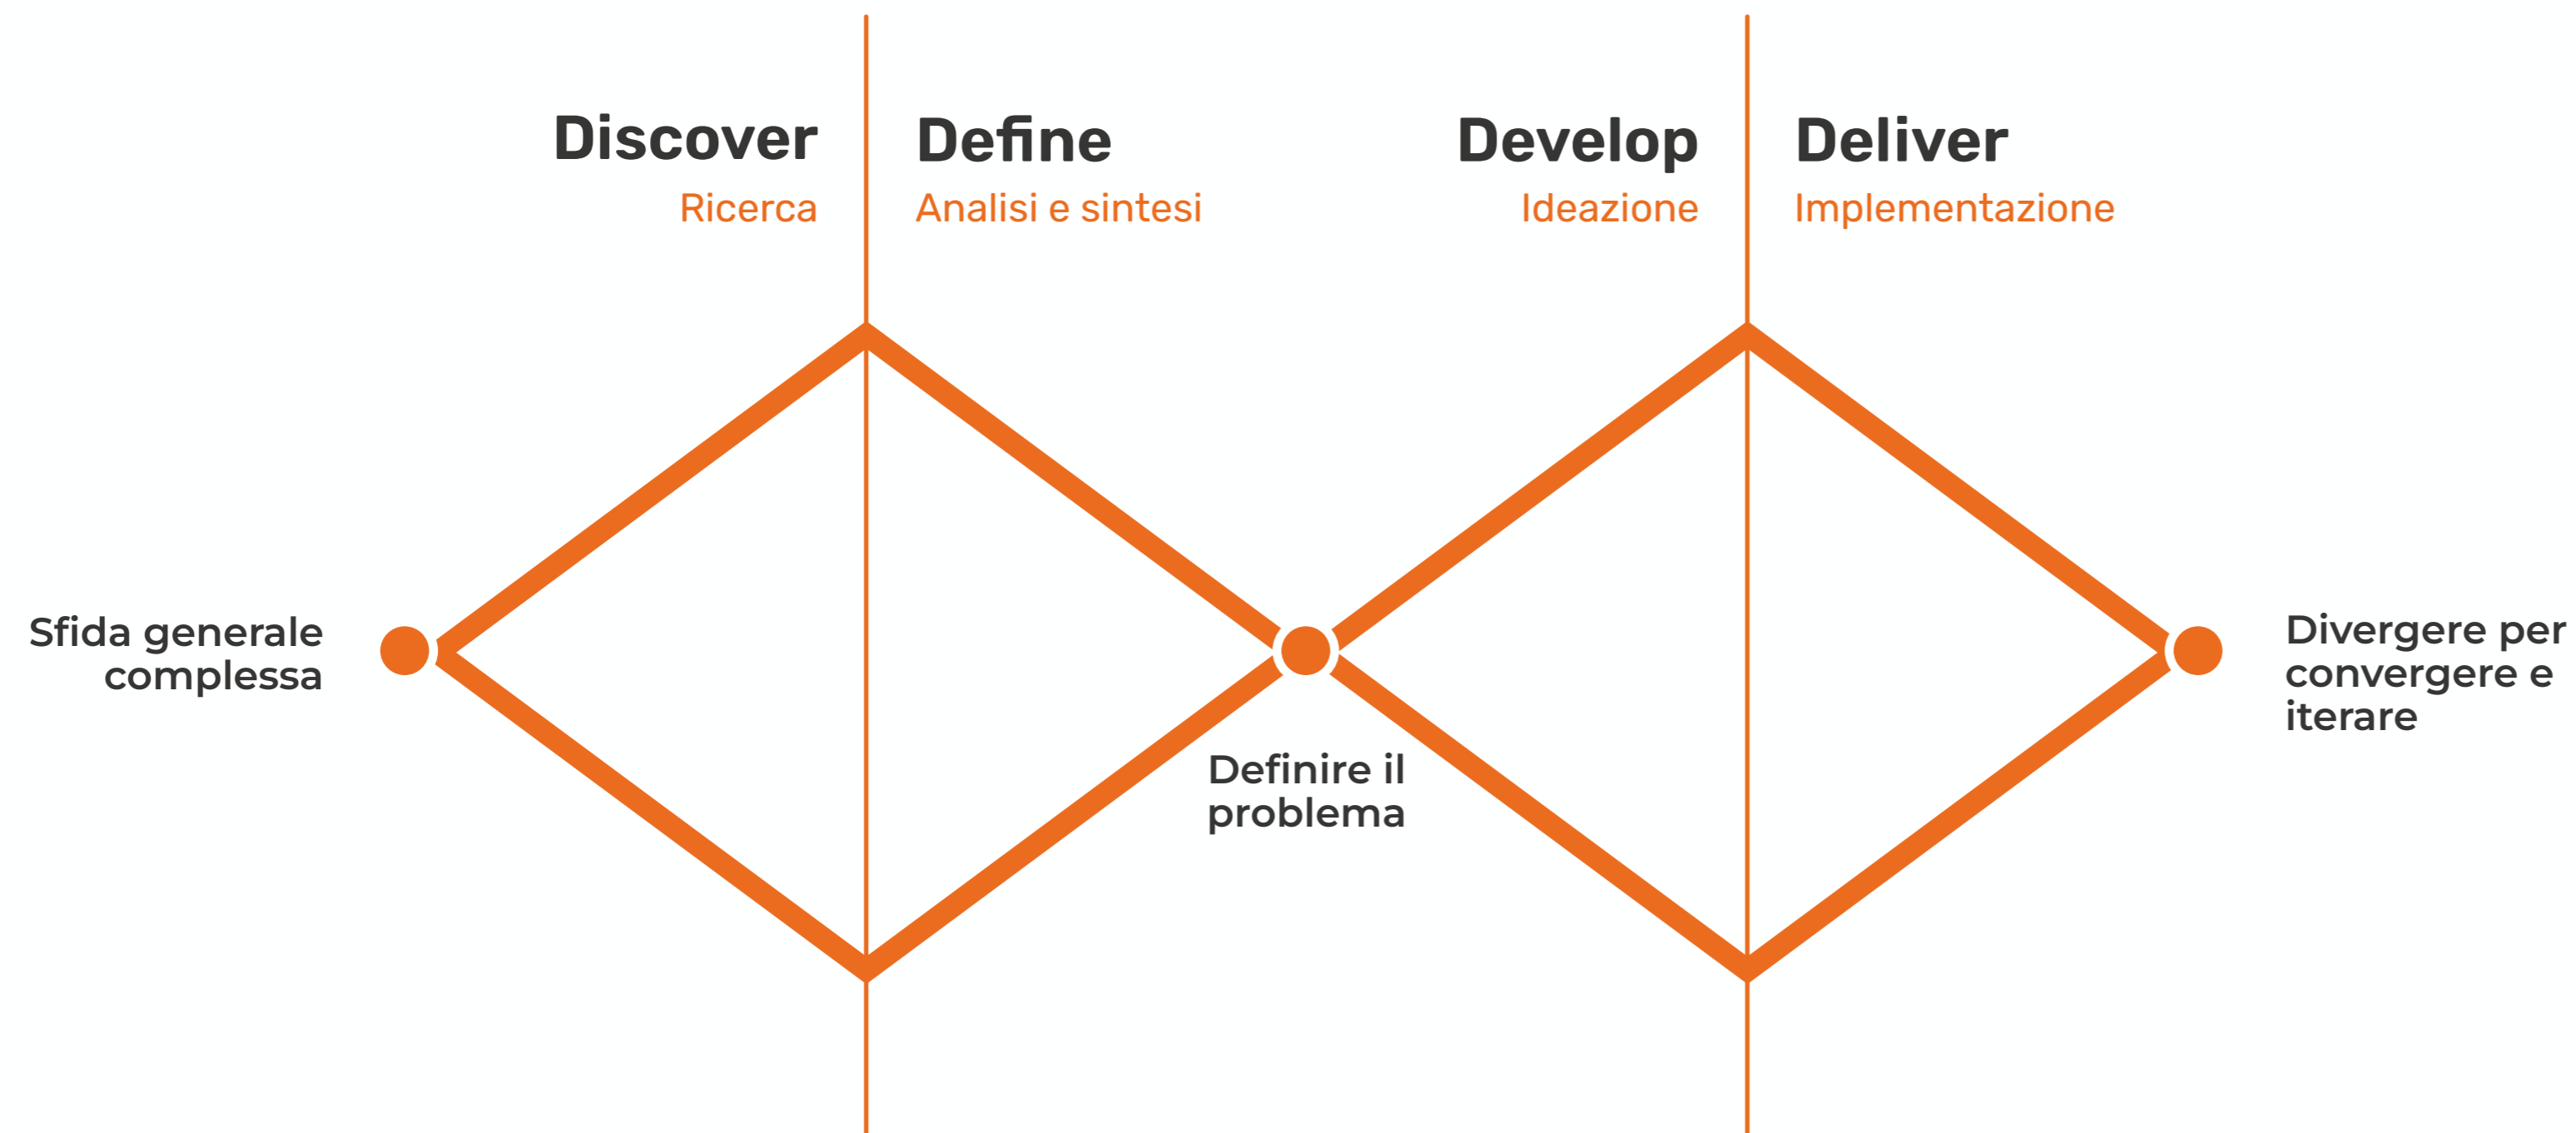 Discover
Ricerca
Define
Analisi e sintesi
Develop
Ideazione
Deliver
Implementazione
Sfida generale
complessa
Definire il
problema
Divergere per
convergere e
iterare